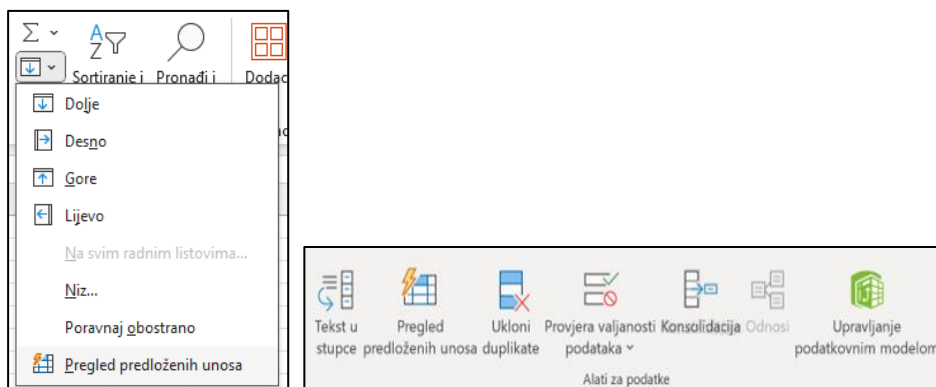 Sortiranje i Pronađi i Dodac
Dolje
Desno
Gore
Lijevo
Na svim radnim listovima...
Niz...
Poravnaj obostrano
Pregled predloženih unosa
Tekst u stupce
Pregled predloženih unosa
Ukloni duplikate
Provjera valjanosti podataka
Konsolidacija
Odnosi
Upravljanje podatkovnim modelom
Alati za podatke